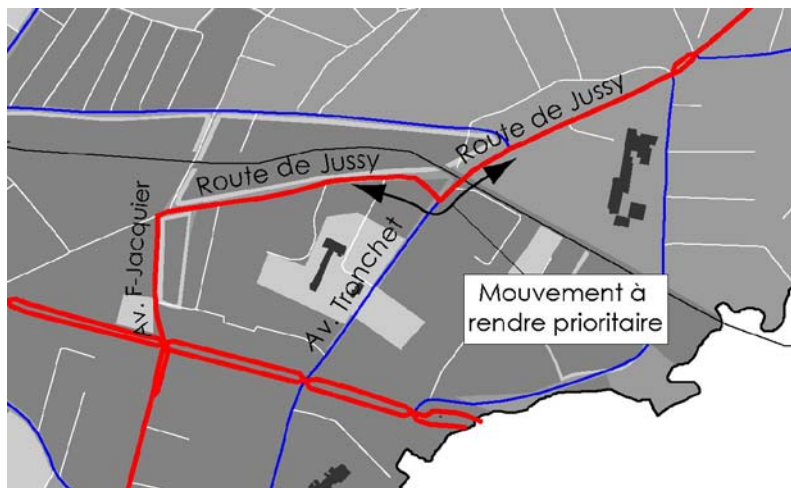 Route de Jussy
Route de Jussy
Av. F-Jacquier
Av. Tronchet
Mouvement à
rendre prioritaire